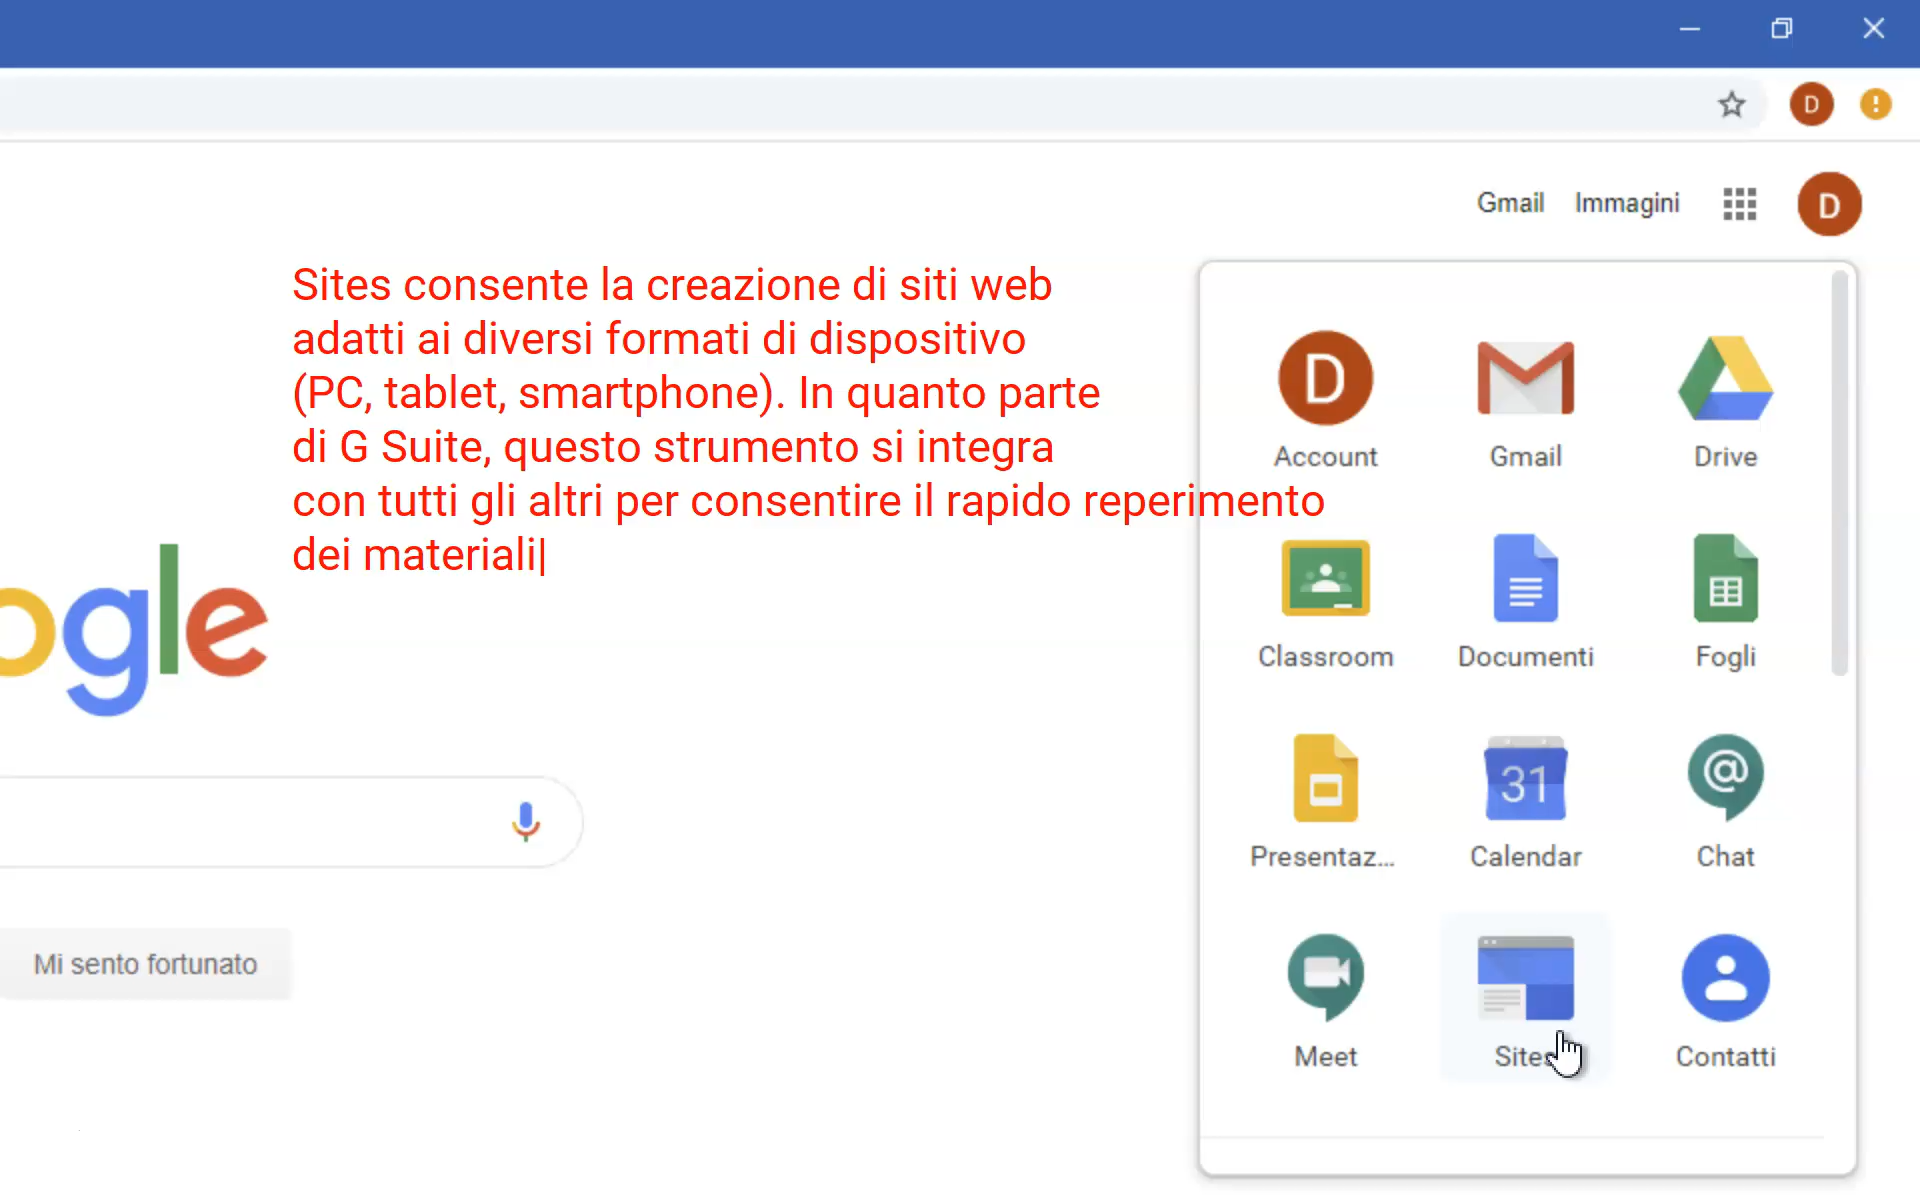 D
Gmail Immagini
D
Sites consente la creazione di siti web
adatti ai diversi formati di dispositivo
(PC, tablet, smartphone). In quanto parte
di G Suite, questo strumento si integra
con tutti gli altri per consentire il rapido reperimento
dei materiali
ogle
Mi sento fortunato
D
Account Gmail Drive
Classroom Documenti Fogli
31
@
Presentaz... Calendar Chat
Meet Sites Contatti